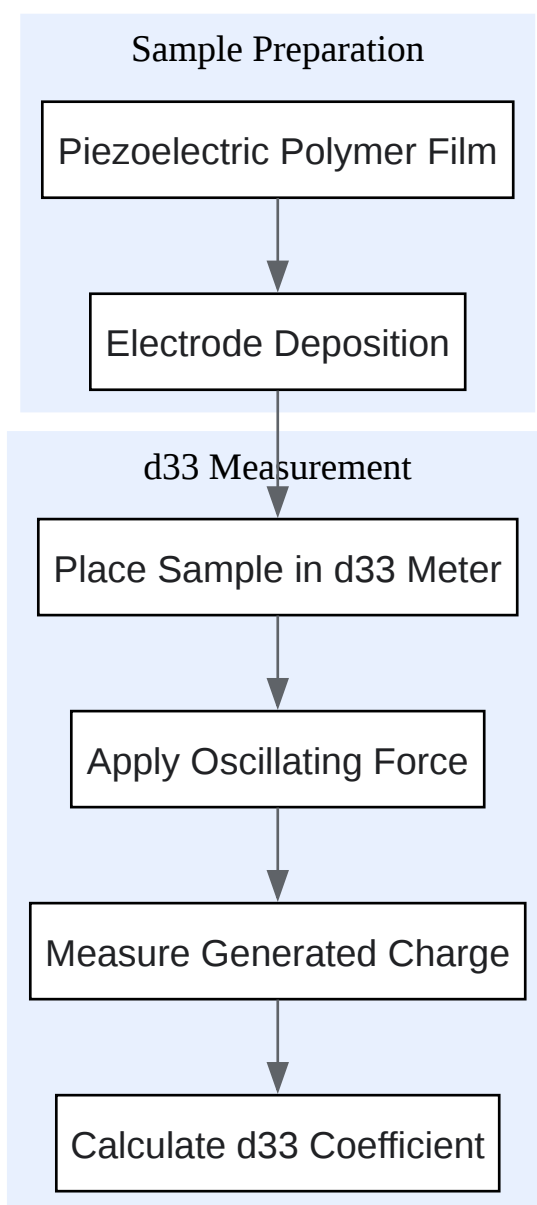 Sample Preparation
Piezoelectric Polymer Film
Electrode Deposition
d33 Measurement
Place Sample in d33 Meter
Apply Oscillating Force
Measure Generated Charge
Calculate d33 Coefficient